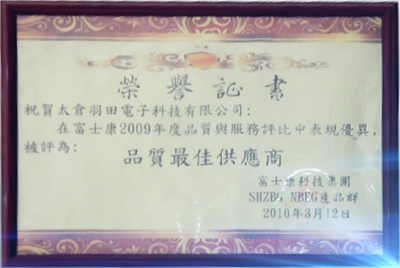 榮譽証書
祝賀太倉羽田電子科技有限公司:
在富士康2009年度品質與服務評比中表現優異,
被評為:
品質最佳供應商
富士康科技集團
SHZBG NBEG產品群
2010年3月12日